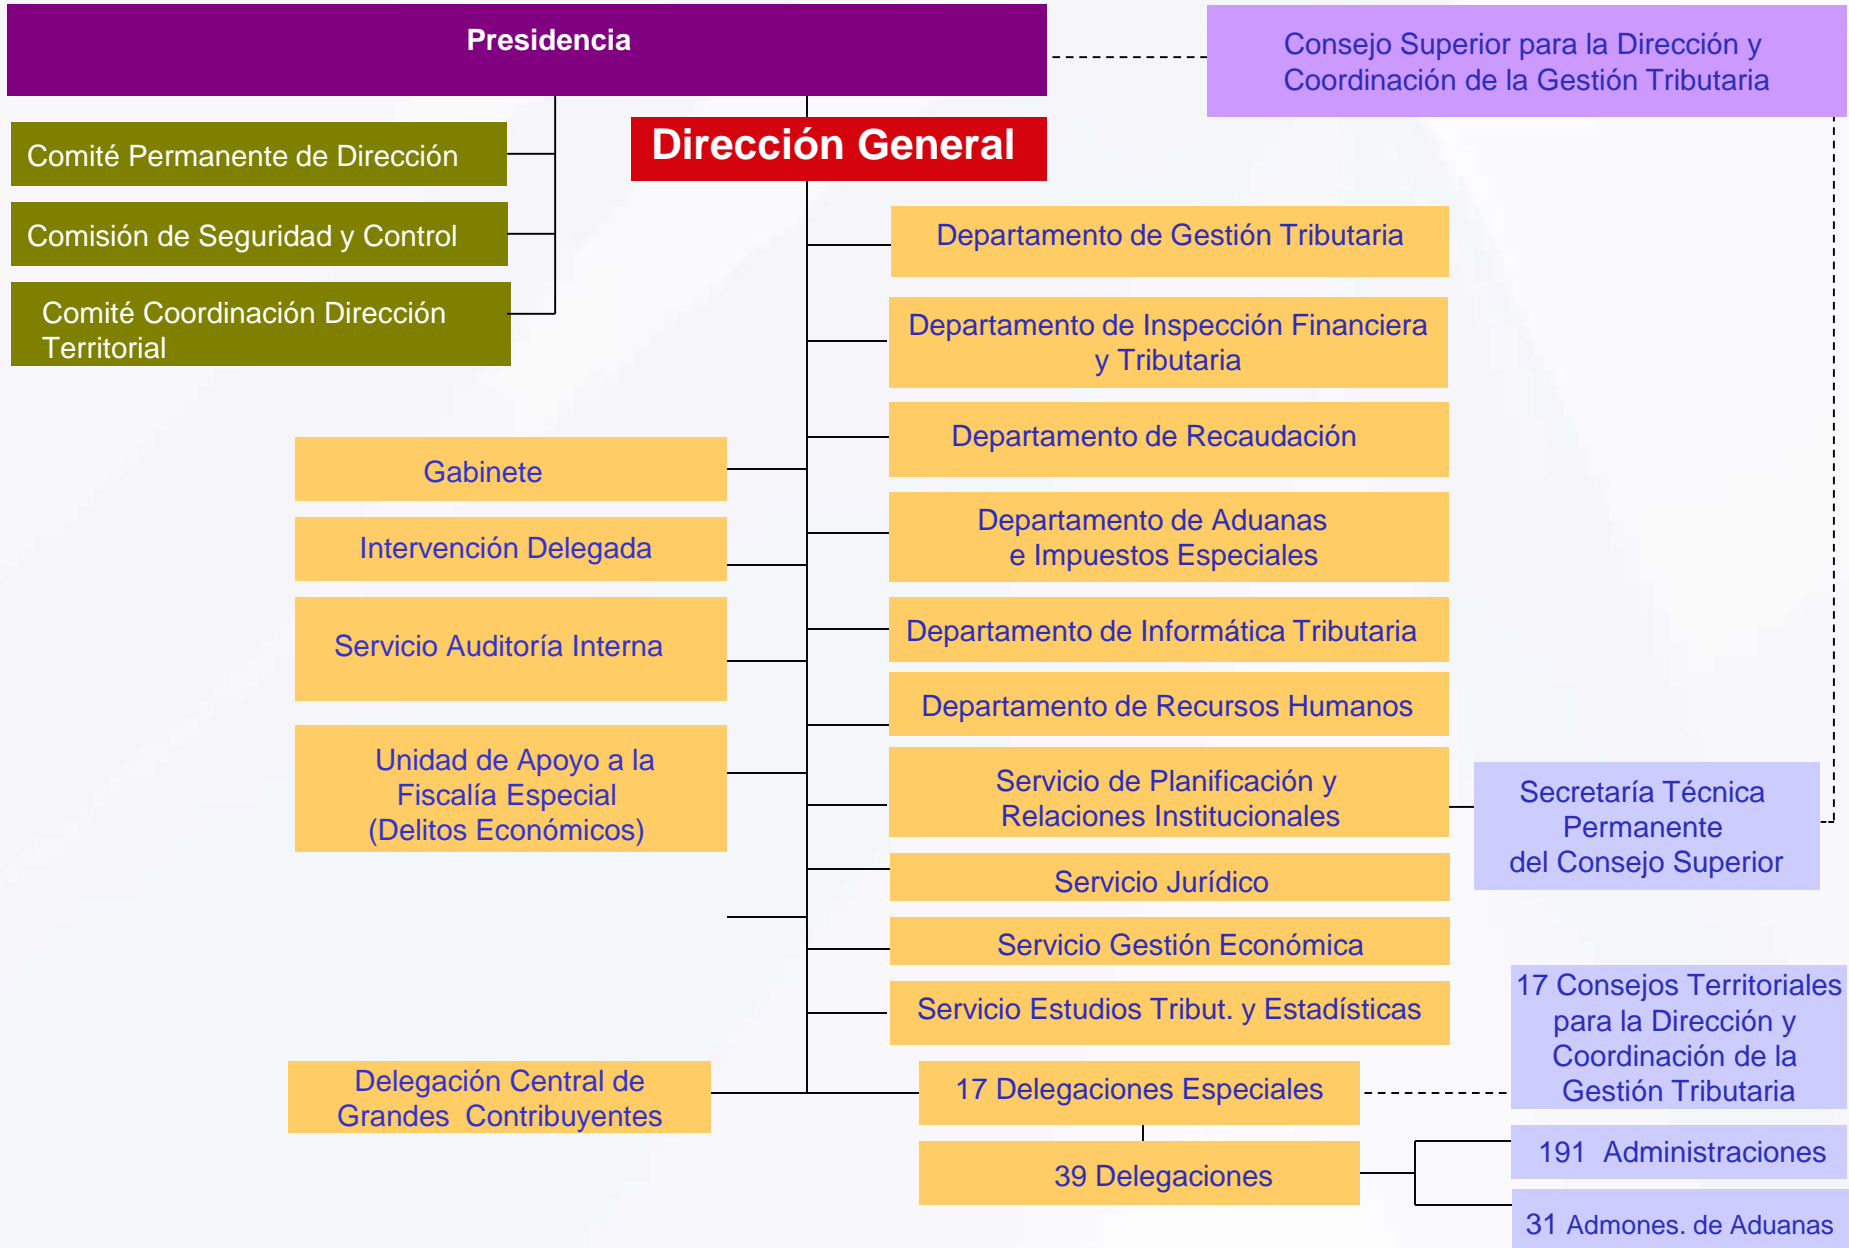 Presidencia
Consejo Superior para la Dirección y
Coordinación de la Gestión Tributaria
Dirección General
Comité Permanente de Dirección
Comisión de Seguridad y Control
Comité Coordinación Dirección
Territorial
Departamento de Gestión Tributaria
Departamento de Inspección Financiera
y Tributaria
Departamento de Recaudación
Departamento de Aduanas
e Impuestos Especiales
Departamento de Informática Tributaria
Departamento de Recursos Humanos
Servicio de Planificación y
Relaciones Institucionales
Servicio Jurídico
Servicio Gestión Económica
Servicio Estudios Tribut. y Estadísticas
Gabinete
Intervención Delegada
Servicio Auditoría Interna
Unidad de Apoyo a la
Fiscalía Especial
(Delitos Económicos)
Secretaría Técnica
Permanente
del Consejo Superior
Delegación Central de
Grandes Contribuyentes
17 Delegaciones Especiales
39 Delegaciones
17 Consejos Territoriales
para la Dirección y
Coordinación de la
Gestión Tributaria
191 Administraciones
31 Admones. de Aduanas